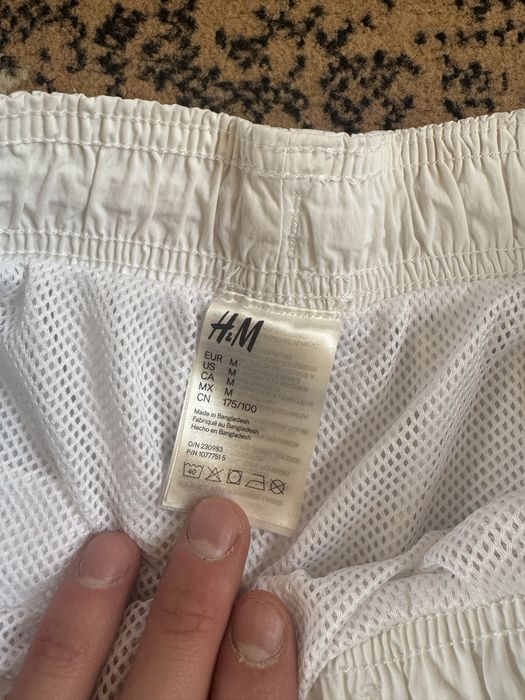 H&M
EUR M
US M
CA M
MX M
CN 175/100
Made in Bangladesh
Fabriqué au Bangladesh
Hecho en Bangladesh
O/N 230983
P/N 1077751 5
40